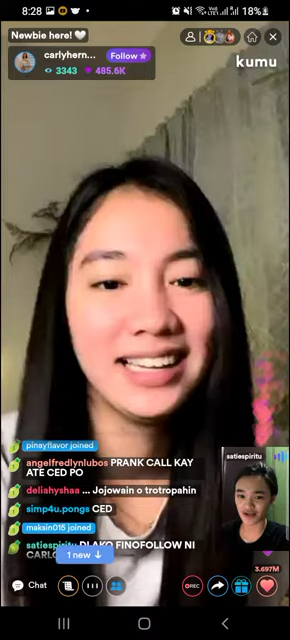 8:28
18%
Newbie here!
carlyhern...
Follow
3343
485.6K
kumu
pinayflavor joined
angelfredlynlubos PRANK CALL KAY
ATE CED PO
deliahyshaa ... Jojowain o trotropahin
simp4u.pongs CED
maksin015 joined
satiespiritu DI AKO FINOFOLLOW NI
CARLO
1 new
satiespiritu
3.697M
Chat
REC